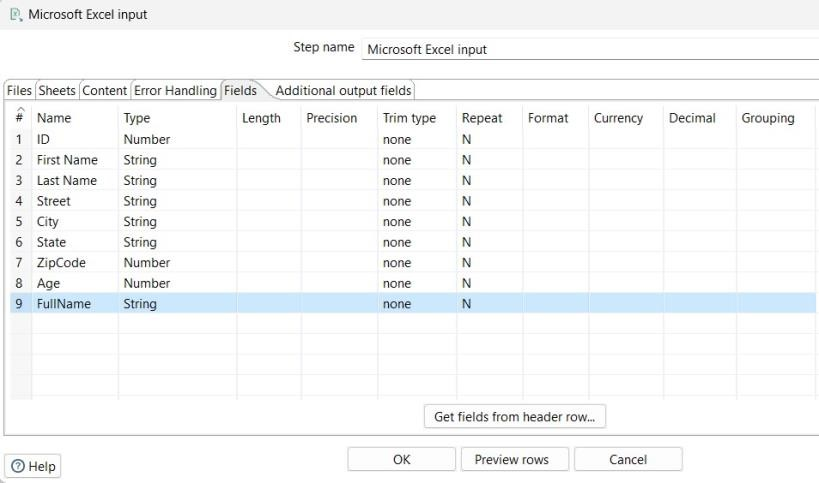 Microsoft Excel input
Step name Microsoft Excel input
Files Sheets Content Error Handling Fields Additional output fields
# Name Type Length Precision Trim type Repeat Format Currency Decimal Grouping
1 ID Number none N
2 First Name String none N
3 Last Name String none N
4 Street String none N
5 City String none N
6 State String none N
7 ZipCode Number none N
8 Age Number none N
9 FullName String none N
Get fields from header row...
Help OK Preview rows Cancel